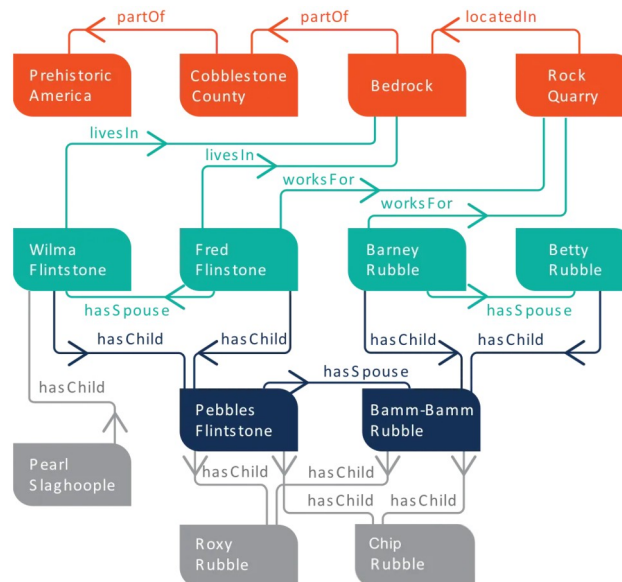 partOf
partOf
locatedIn
Prehistoric
America
Cobblestone
County
Bedrock
Rock
Quarry
livesIn
livesIn
worksFor
worksFor
Wilma
Flintstone
Fred
Flinstone
Barney
Rubble
Betty
Rubble
hasSpouse
hasSpouse
hasChild
hasChild
hasChild
hasChild
hasSpouse
hasChild
Pebbles
Flintstone
Bamm-Bamm
Rubble
Pearl
Slaghoople
hasChild
hasChild
hasChild
hasChild
Roxy
Rubble
Chip
Rubble